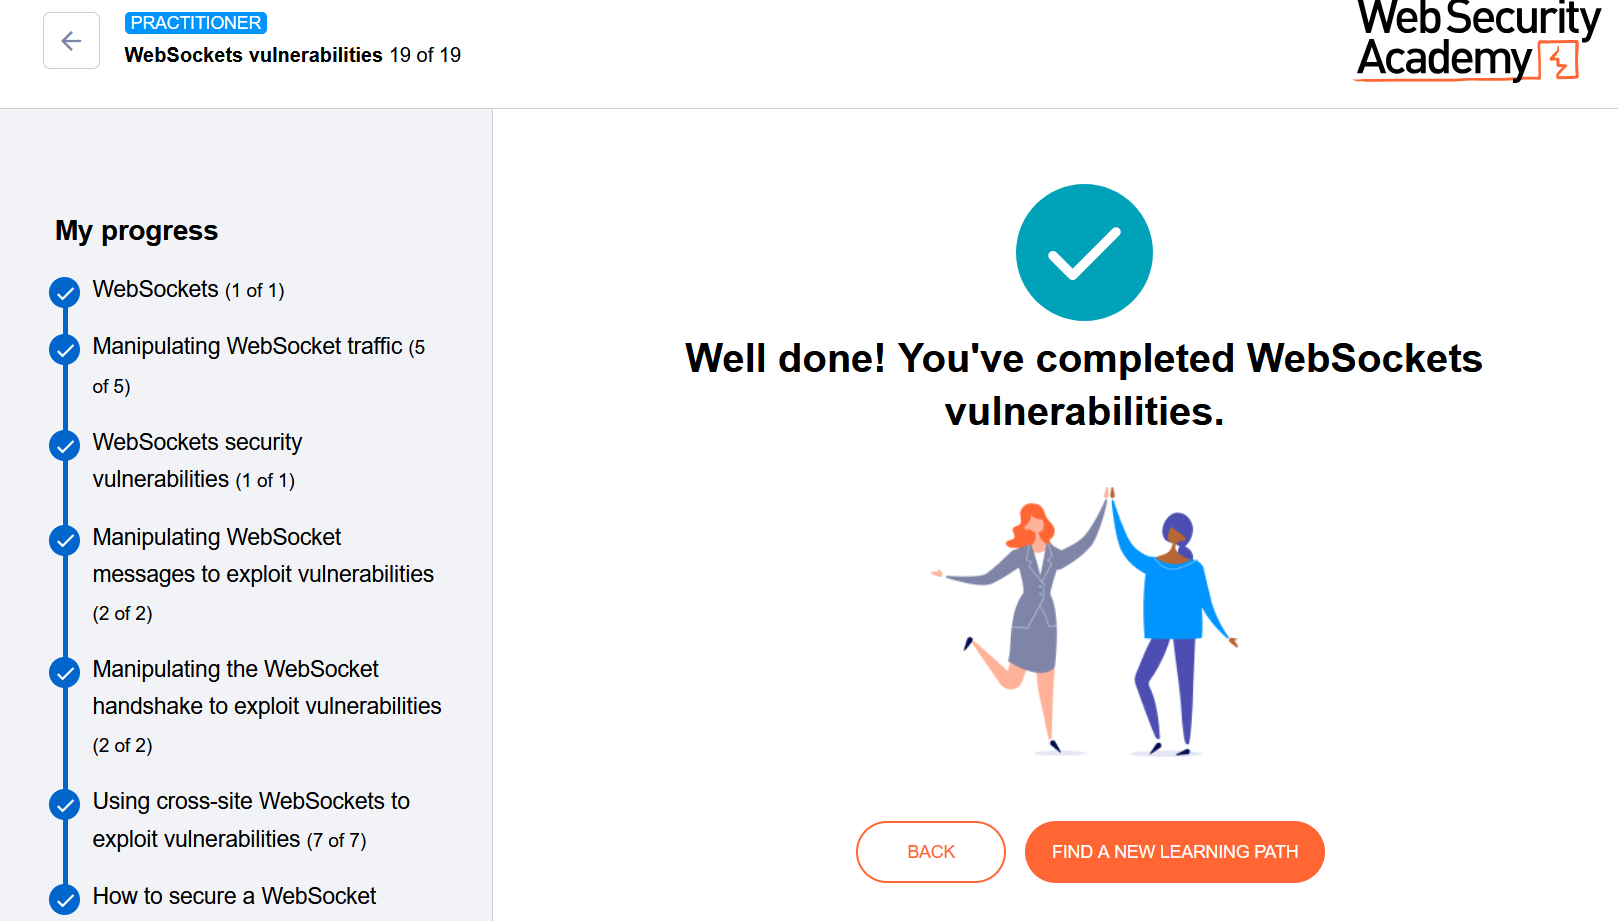 PRACTITIONER
WebSockets vulnerabilities 19 of 19
WebSecurity
Academy
My progress
WebSockets (1 of 1)
Manipulating WebSocket traffic (5
of 5)
WebSockets security
vulnerabilities (1 of 1)
Manipulating WebSocket
messages to exploit vulnerabilities
(2 of 2)
Manipulating the WebSocket
handshake to exploit vulnerabilities
(2 of 2)
Using cross-site WebSockets to
exploit vulnerabilities (7 of 7)
How to secure a WebSocket
Well done! You've completed WebSockets
vulnerabilities.
BACK
FIND A NEW LEARNING PATH